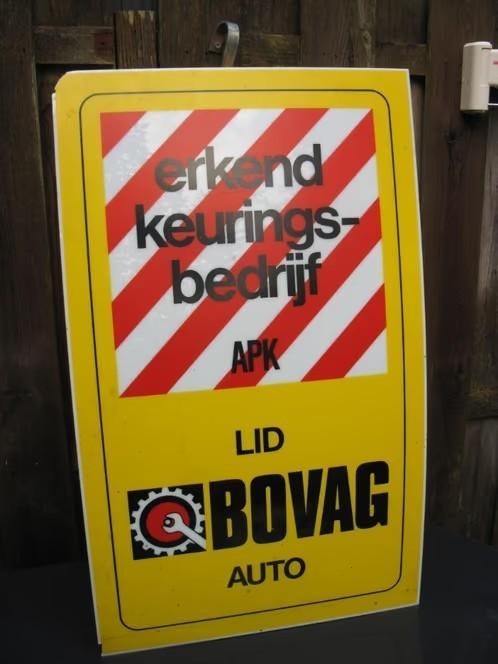 erkend
keurings-
bedrijf
APK
LID
BOVAG
AUTO